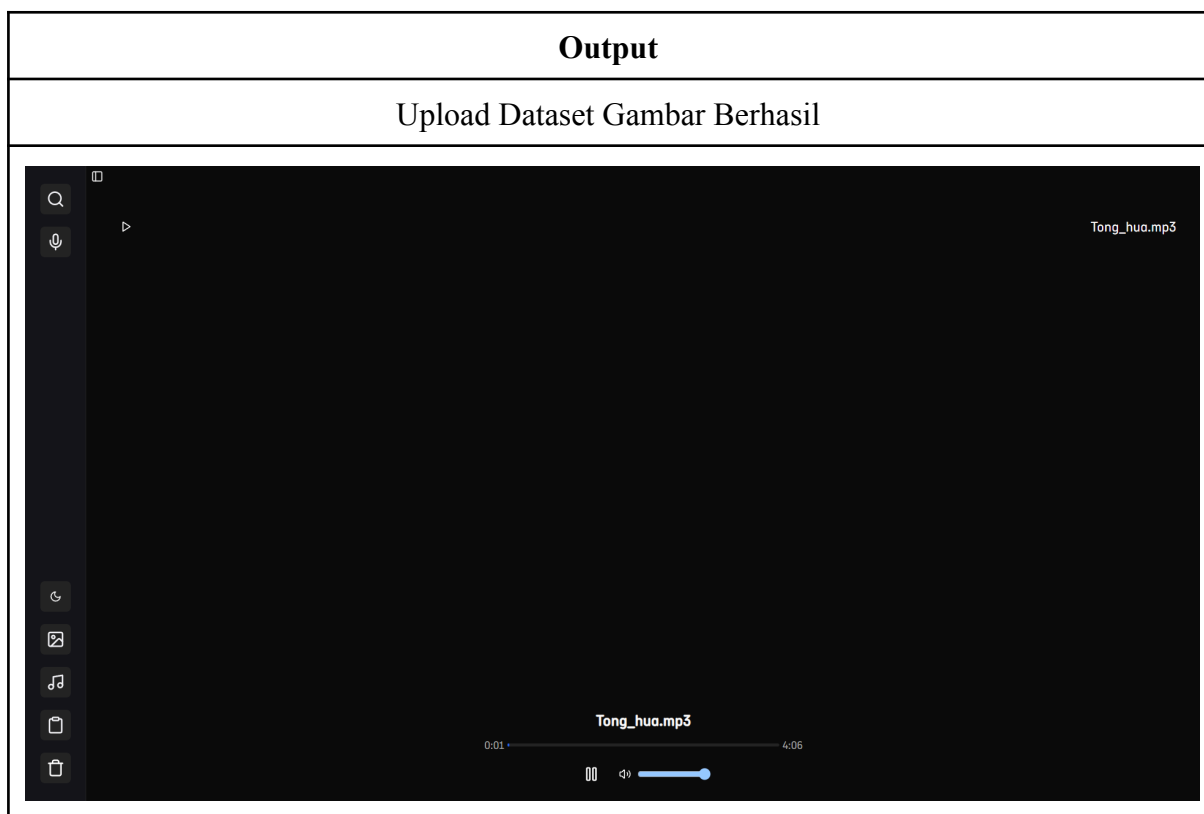 Output
Upload Dataset Gambar Berhasil
Tong_hua.mp3
Tong_hua.mp3
0:01 4:06